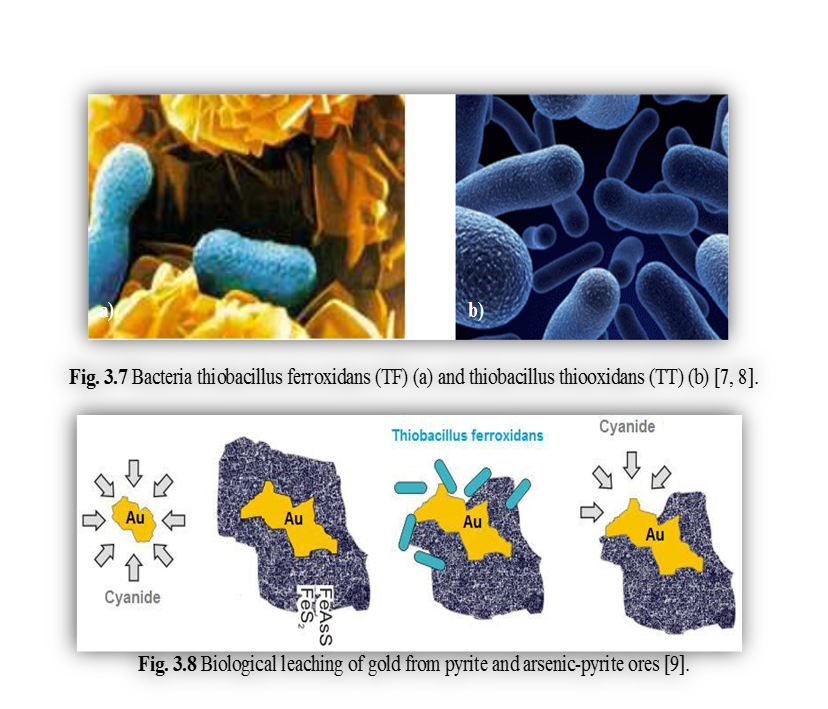 a)
b)
Fig. 3.7 Bacteria thiobacillus ferroxidans (TF) (a) and thiobacillus thiooxidans (TT) (b) [7, 8].
Thiobacillus ferroxidans
Cyanide
Au
Au
Au
Au
Cyanide
FeAsS
FeS₂
Fig. 3.8 Biological leaching of gold from pyrite and arsenic-pyrite ores [9].